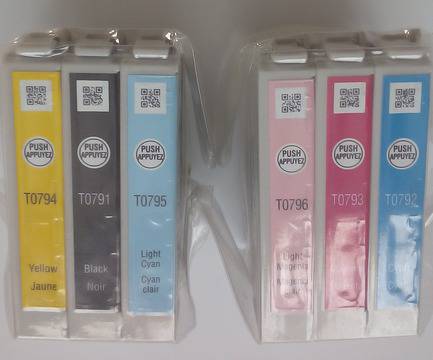 PUSH
APPUYEZ
T0794
Yellow
Jaune
PUSH
APPUYEZ
T0791
Black
Noir
PUSH
APPUYEZ
T0795
Light
Cyan
Cyan
clair
PUSH
APPUYEZ
T0796
Light
Magenta
PUSH
APPUYEZ
T0793
PUSH
APPUYEZ
T0792